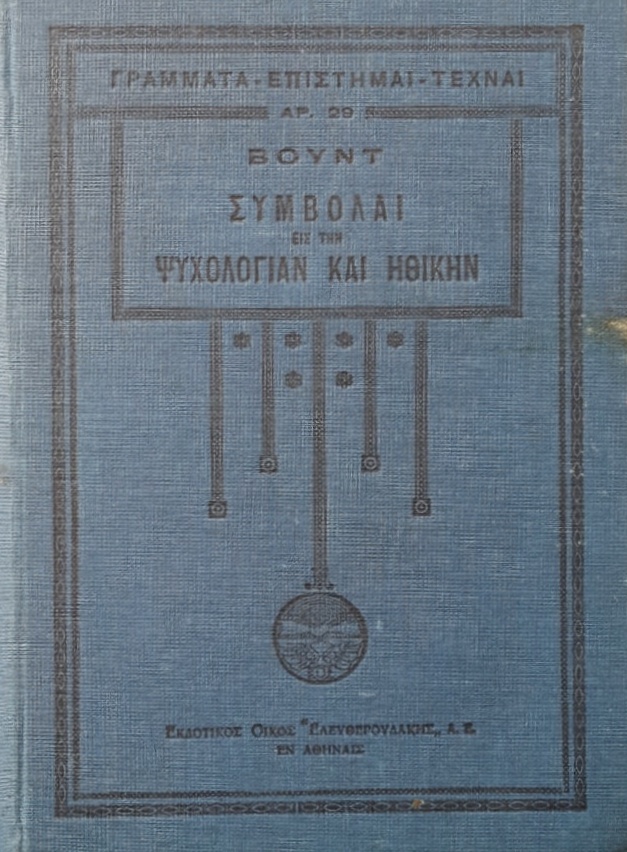 ΓΡΑΜΜΑΤΑ-ΕΠΙΣΤΗΜΑΙ-ΤΕΧΝΑΙ
ΑΡ. 29
ΒΟΥΝΤ
ΣΥΜΒΟΛΑΙ
ΕΙΣ ΤΗΝ
ΨΥΧΟΛΟΓΙΑΝ ΚΑΙ ΗΘΙΚΗΝ
ΕΚΔΟΤΙΚΟΣ ΟΙΚΟΣ "ΕΛΕΥΘΕΡΟΥΔΑΚΗΣ„ Α. Ε.
ΕΝ ΑΘΗΝΑΙΣ